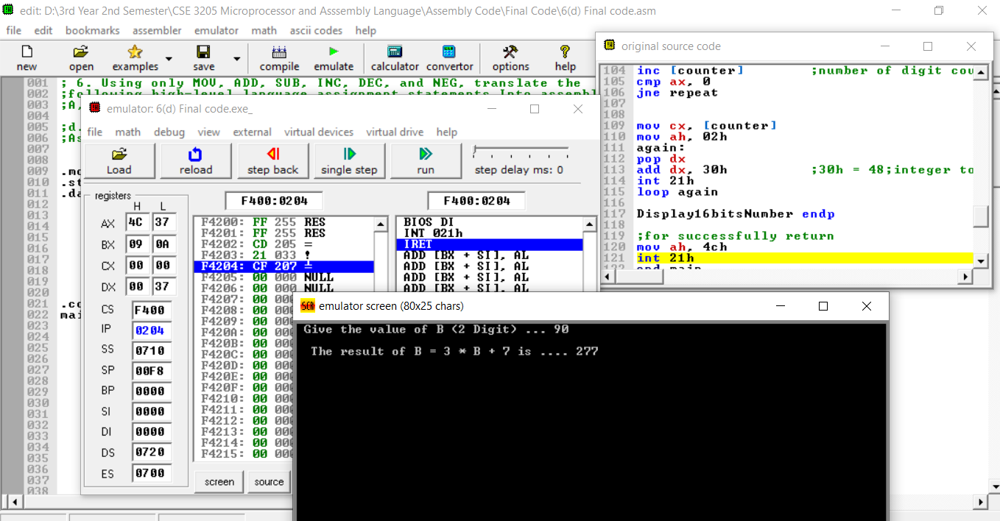 edit: D:\3rd Year 2nd Semester\CSE 3205 Microprocessor and Asssembly Language\Assembly Code\Final Code\6(d) Final code.asm
file edit bookmarks assembler emulator math ascii codes help
new open examples save compile emulate calculator convertor options help
001 ; 6. Using only MOV, ADD, SUB, INC, DEC, and NEG, translate the
002 ;following high-level language assignment statements Into assembl
003 ;A,
004
005 ;d.
006 ;As
007
008
009 .mo
010 .st
011 .da
012
013
014
015
016
017
018
019
020
021 .co
022 mai
023
024
025
026
027
028
029
030
031
032
033
034
035
036
037
038
emulator: 6(d) Final code.exe_
file math debug view external virtual devices virtual drive help
Load reload step back single step run step delay ms: 0
registers
H L
AX 4C 37
BX 09 0A
CX 00 00
DX 00 37
CS F400
IP 0204
SS 0710
SP 00F8
BP 0000
SI 0000
DI 0000
DS 0720
ES 0700
F400:0204
F4200: FF 255 RES
F4201: FF 255 RES
F4202: CD 205 =
F4203: 21 033 !
F4204: CF 207 ╧
F4205: 00 000 NULL
F4206: 00 000 NULL
F4207: 00 000
F4208: 00 000
F4209: 00 000
F420A: 00 000
F420B: 00 000
F420C: 00 000
F420D: 00 000
F420E: 00 000
F420F: 00 000
F4210: 00 000
F4211: 00 000
F4212: 00 000
F4213: 00 000
F4214: 00 000
F4215: 00 000
screen source
F400:0204
BIOS DI
INT 021h
IRET
ADD [BX + SI], AL
ADD [BX + SI], AL
ADD [BX + SI], AL
ADD [BX + SI], AL
original source code
104 inc [counter] ;number of digit cou
105 cmp ax, 0
106 jne repeat
107
108
109 mov cx, [counter]
110 mov ah, 02h
111 again:
112 pop dx
113 add dx, 30h ;30h = 48;integer to
114 int 21h
115 loop again
116
117 Display16bitsNumber endp
118
119 ;for successfully return
120 mov ah, 4ch
121 int 21h
122 end main
emulator screen (80x25 chars)
Give the value of B (2 Digit) ... 90
The result of B = 3 * B + 7 is .... 277